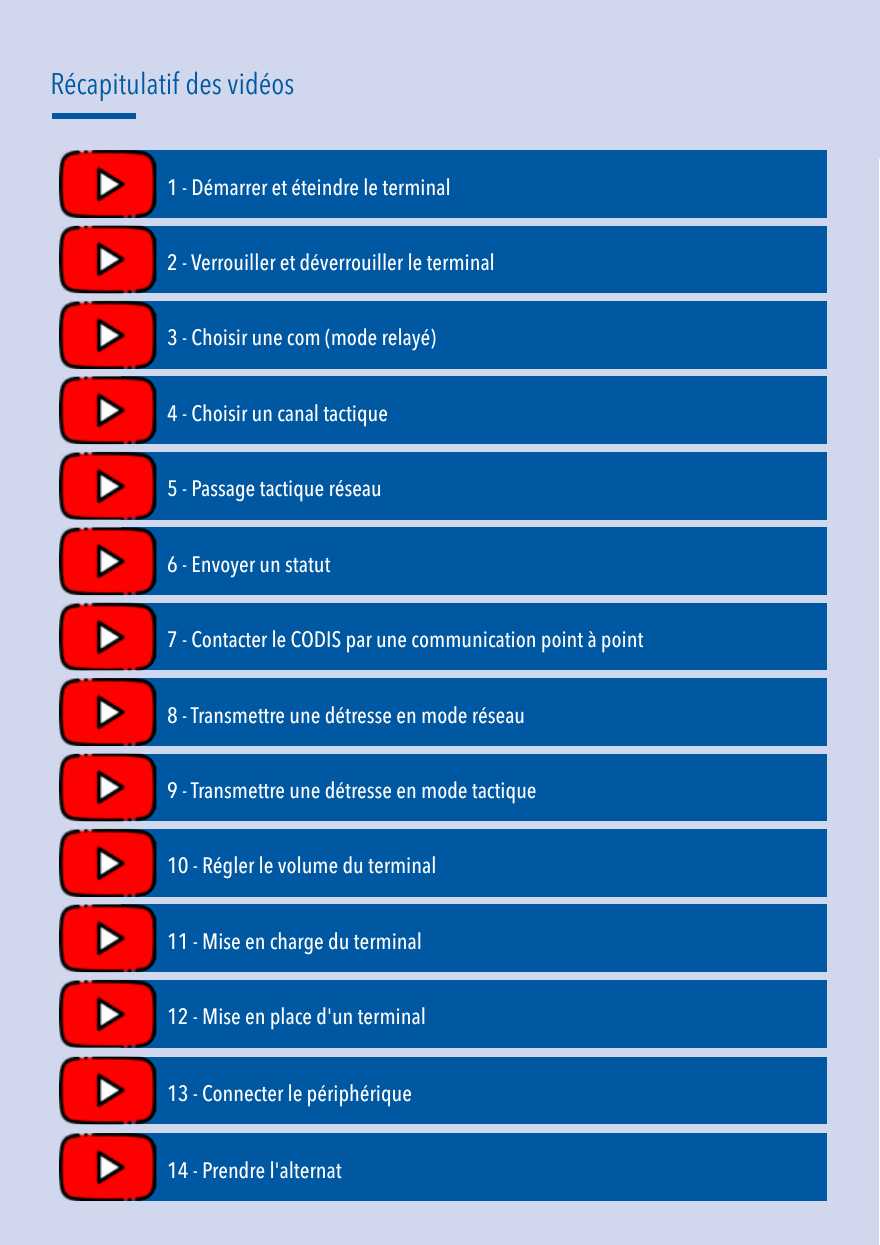 Récapitulatif des vidéos
1 - Démarrer et éteindre le terminal
2 - Verrouiller et déverrouiller le terminal
3 - Choisir une com (mode relayé)
4 - Choisir un canal tactique
5 - Passage tactique réseau
6 - Envoyer un statut
7 - Contacter le CODIS par une communication point à point
8 - Transmettre une détresse en mode réseau
9 - Transmettre une détresse en mode tactique
10 - Régler le volume du terminal
11 - Mise en charge du terminal
12 - Mise en place d'un terminal
13 - Connecter le périphérique
14 - Prendre l'alternat